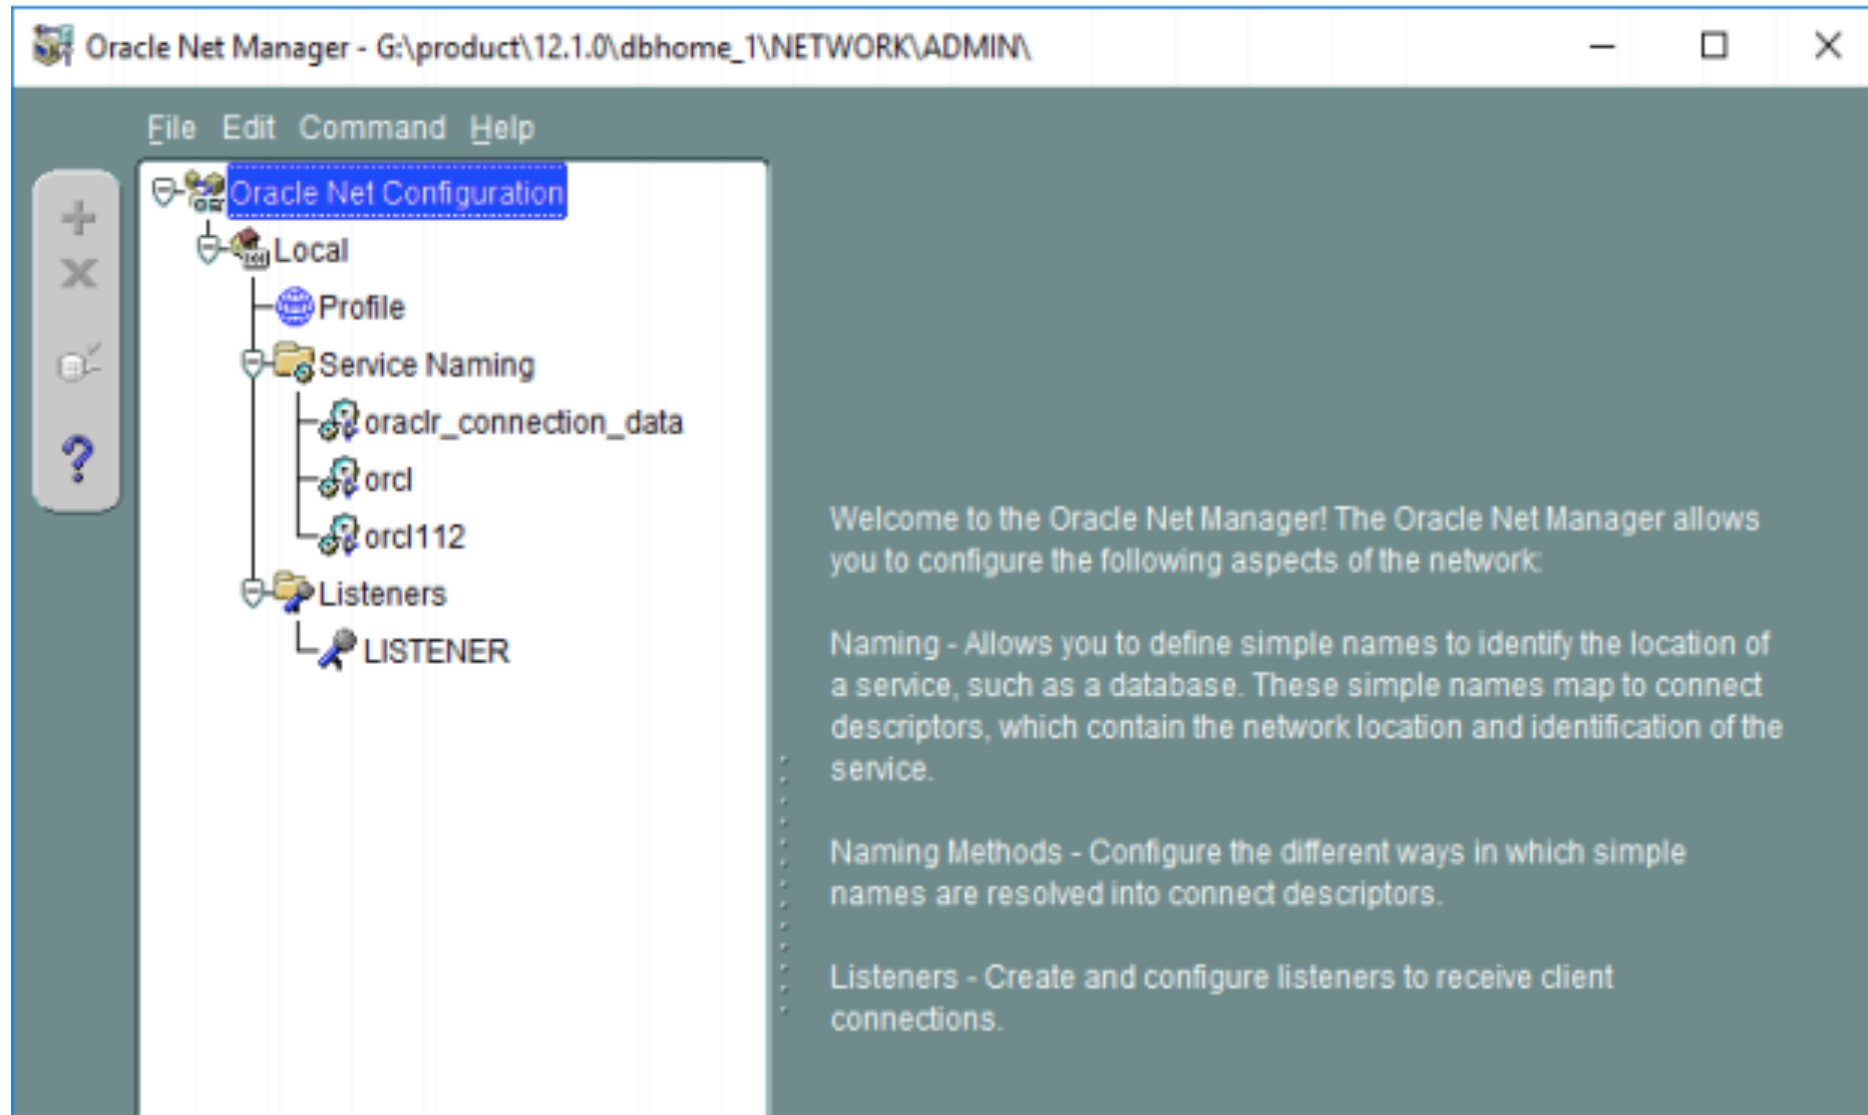 Oracle Net Manager - G:\product\12.1.0\dbhome_1\NETWORK\ADMIN\
File Edit Command Help
Oracle Net Configuration
Local
Profile
Service Naming
oraclr_connection_data
orcl
orcl112
Listeners
LISTENER
Welcome to the Oracle Net Manager! The Oracle Net Manager allows
you to configure the following aspects of the network:
Naming - Allows you to define simple names to identify the location of
a service, such as a database. These simple names map to connect
descriptors, which contain the network location and identification of the
service.
Naming Methods - Configure the different ways in which simple
names are resolved into connect descriptors.
Listeners - Create and configure listeners to receive client
connections.